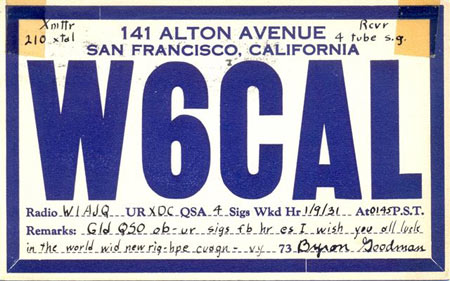 Xmttr
210 xtal
Rcvr
4 tube s.g.
141 ALTON AVENUE
SAN FRANCISCO, CALIFORNIA
W6CAL
Radio W1AJQ UR XDC QSA 4 Sigs Wkd Hr 1/9/31 At 0145 P.S.T.
Remarks: Gld QSO ob-ur sigs fb hr es I wish you all luck
in the world wid new rig-hpe cuagn - vy 73 Byron Goodman